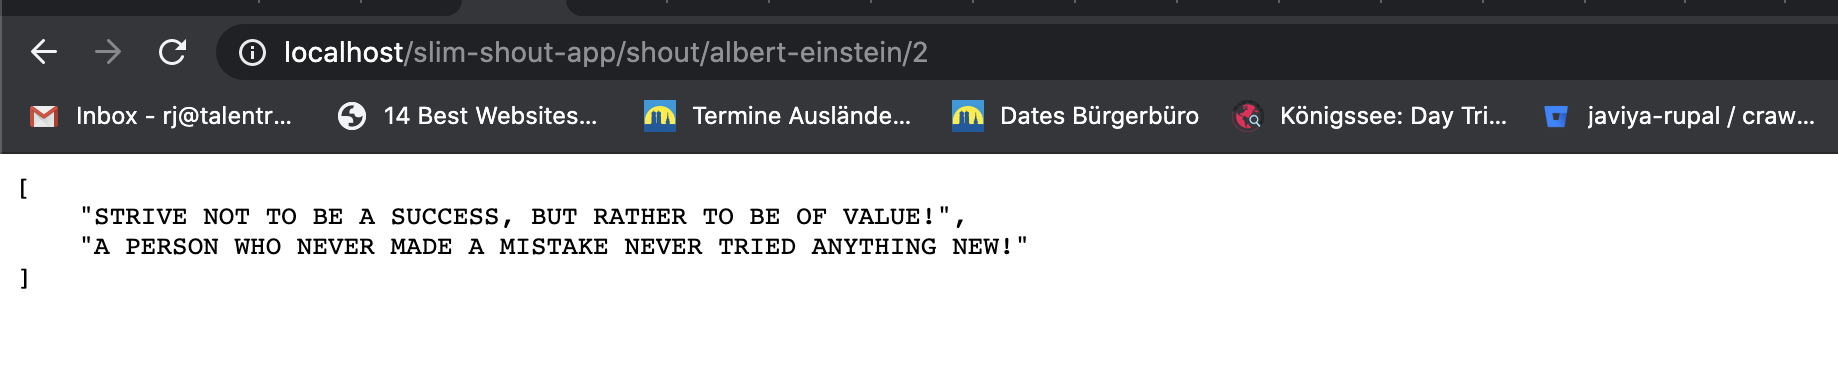 localhost/slim-shout-app/shout/albert-einstein/2
Inbox - rj@talentr... 14 Best Websites... Termine Auslände... Dates Bürgerbüro Königssee: Day Tri... javiya-rupal / craw...
[
"STRIVE NOT TO BE A SUCCESS, BUT RATHER TO BE OF VALUE!",
"A PERSON WHO NEVER MADE A MISTAKE NEVER TRIED ANYTHING NEW!"
]